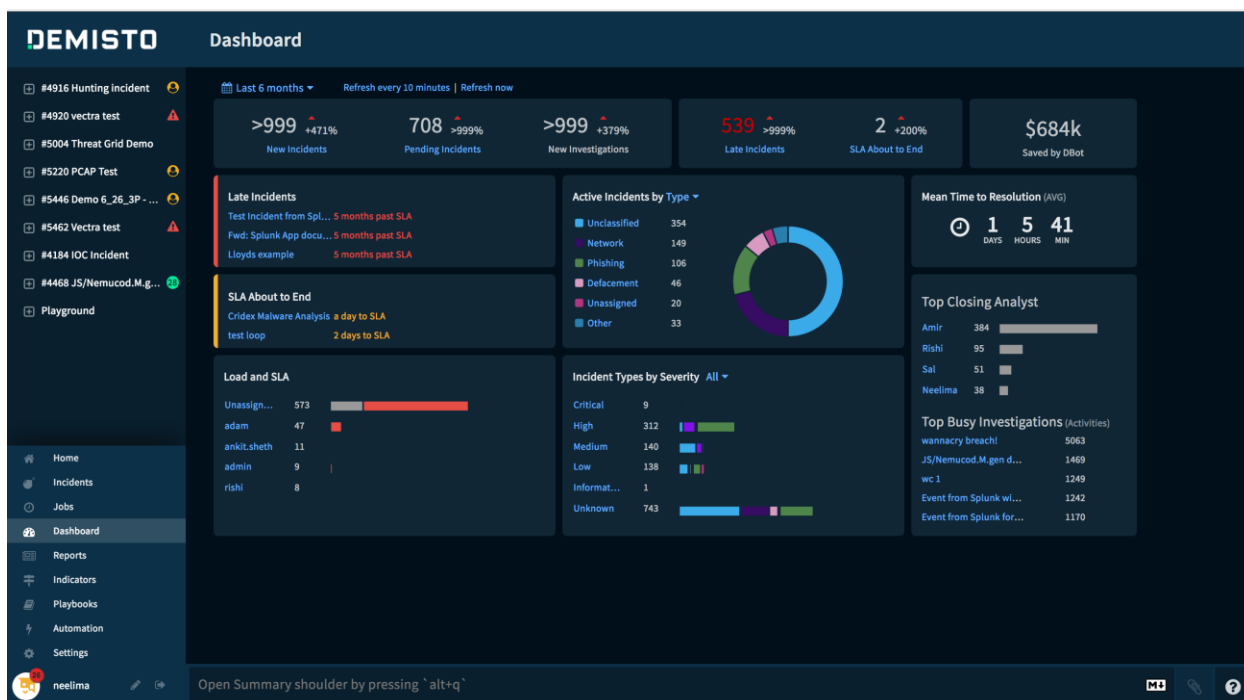 DEMISTO
Dashboard
#4916 Hunting incident
#4920 vectra test
#5004 Threat Grid Demo
#5220 PCAP Test
#5446 Demo 6_26_3P - ...
#5462 Vectra test
#4184 IOC Incident
#4468 JS/Nemucod.M.g... 28
Playground
Home
Incidents
Jobs
Dashboard
Reports
Indicators
Playbooks
Automation
Settings
26
neelima
Last 6 months
Refresh every 10 minutes | Refresh now
>999 +471%
New Incidents
708 >999%
Pending Incidents
>999 +379%
New Investigations
539 >999%
Late Incidents
2 +200%
SLA About to End
$684k
Saved by DBot
Late Incidents
Test Incident from Spl... 5 months past SLA
Fwd: Splunk App docu... 5 months past SLA
Lloyds example 5 months past SLA
SLA About to End
Cridex Malware Analysis a day to SLA
test loop 2 days to SLA
Active Incidents by Type
Unclassified 354
Network 149
Phishing 106
Defacement 46
Unassigned 20
Other 33
Mean Time to Resolution (AVG)
1 5 41
DAYS HOURS MIN
Load and SLA
Unassign... 573
adam 47
ankit.sheth 11
admin 9
rishi 8
Incident Types by Severity All
Critical 9
High 312
Medium 140
Low 138
Informat... 1
Unknown 743
Top Closing Analyst
Amir 384
Rishi 95
Sal 51
Neelima 38
Top Busy Investigations (Activities)
wannacry breach! 5063
JS/Nemucod.M.gen d... 1469
wc 1 1249
Event from Splunk wi... 1242
Event from Splunk for... 1170
Open Summary shoulder by pressing `alt+q`
M↓
?